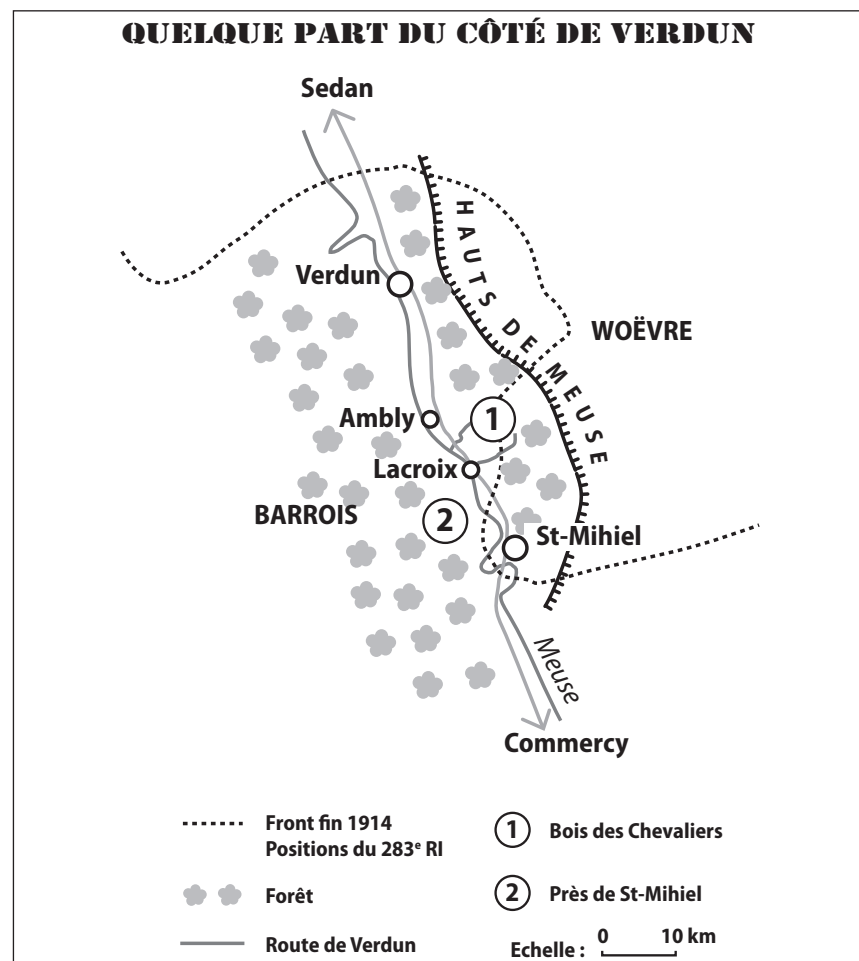 QUELQUE PART DU CÔTÉ DE VERDUN
Sedan
HAUTS DE MEUSE
Verdun
WOËVRE
Ambly
1
Lacroix
BARROIS
2
St-Mihiel
Meuse
Commercy
Front fin 1914
Positions du 283e RI
1 Bois des Chevaliers
Forêt
2 Près de St-Mihiel
Route de Verdun
Echelle : 0 10 km